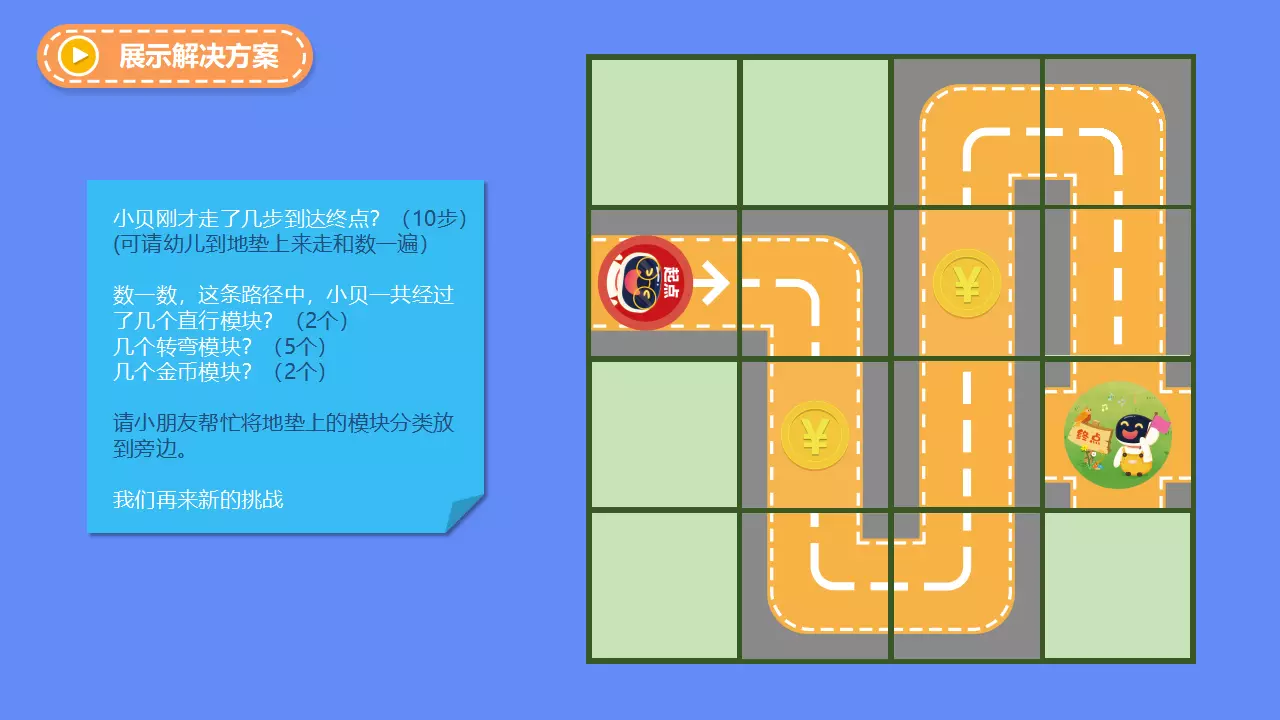 展示解决方案
小贝刚才走了几步到达终点？（10步）
(可请幼儿到地垫上来走和数一遍）
数一数，这条路径中，小贝一共经过
了几个直行模块？（2个）
几个转弯模块？（5个）
几个金币模块？（2个）
请小朋友帮忙将地垫上的模块分类放
到旁边。
我们再来新的挑战
起点
¥
¥
终点